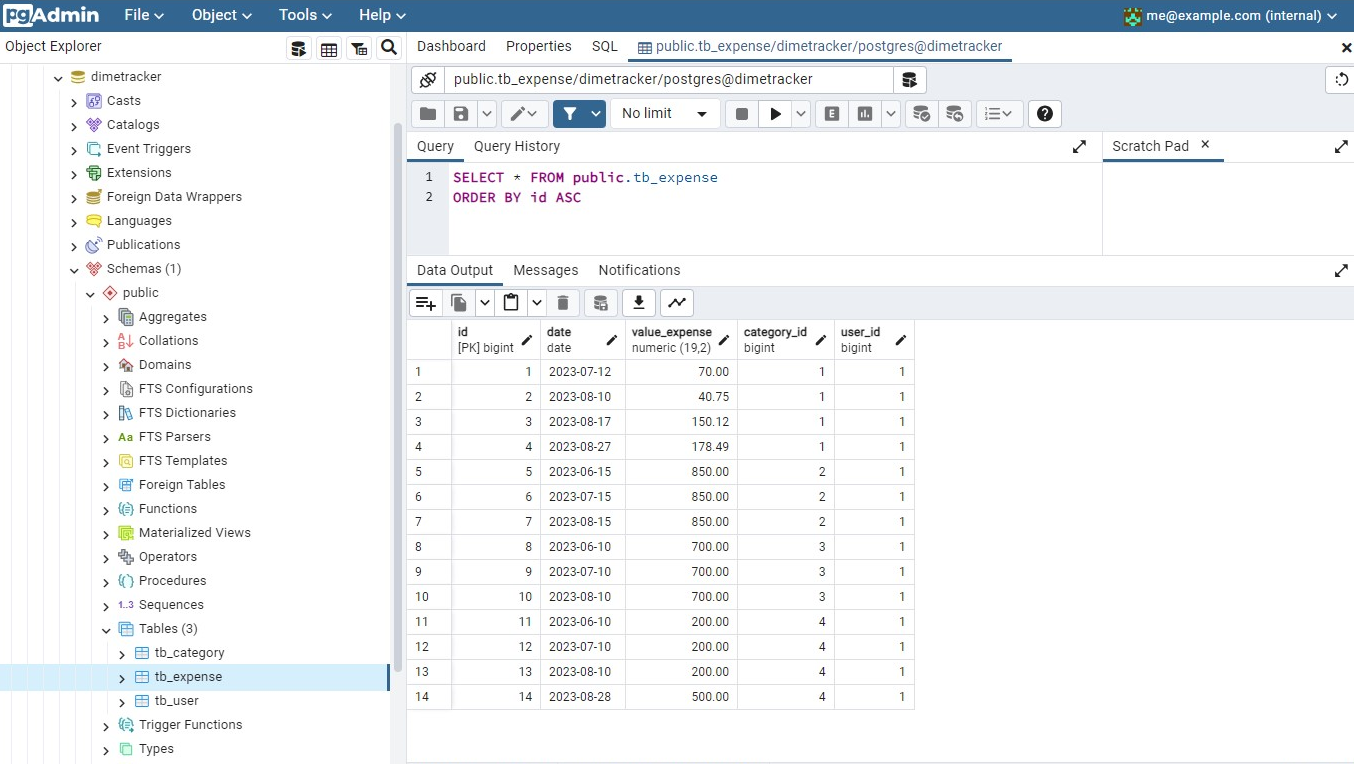 pgAdmin File Object Tools Help me@example.com (internal)
Object Explorer
Dashboard Properties SQL public.tb_expense/dimetracker/postgres@dimetracker
dimetracker
Casts
Catalogs
Event Triggers
Extensions
Foreign Data Wrappers
Languages
Publications
Schemas (1)
public
Aggregates
Collations
Domains
FTS Configurations
FTS Dictionaries
Aa FTS Parsers
FTS Templates
Foreign Tables
Functions
Materialized Views
Operators
Procedures
1..3 Sequences
Tables (3)
tb_category
tb_expense
tb_user
Trigger Functions
Types
public.tb_expense/dimetracker/postgres@dimetracker
No limit E
Query Query History Scratch Pad
1 SELECT * FROM public.tb_expense
2 ORDER BY id ASC
Data Output Messages Notifications
id date value_expense category_id user_id
[PK] bigint date numeric (19,2) bigint bigint
1 1 2023-07-12 70.00 1 1
2 2 2023-08-10 40.75 1 1
3 3 2023-08-17 150.12 1 1
4 4 2023-08-27 178.49 1 1
5 5 2023-06-15 850.00 2 1
6 6 2023-07-15 850.00 2 1
7 7 2023-08-15 850.00 2 1
8 8 2023-06-10 700.00 3 1
9 9 2023-07-10 700.00 3 1
10 10 2023-08-10 700.00 3 1
11 11 2023-06-10 200.00 4 1
12 12 2023-07-10 200.00 4 1
13 13 2023-08-10 200.00 4 1
14 14 2023-08-28 500.00 4 1